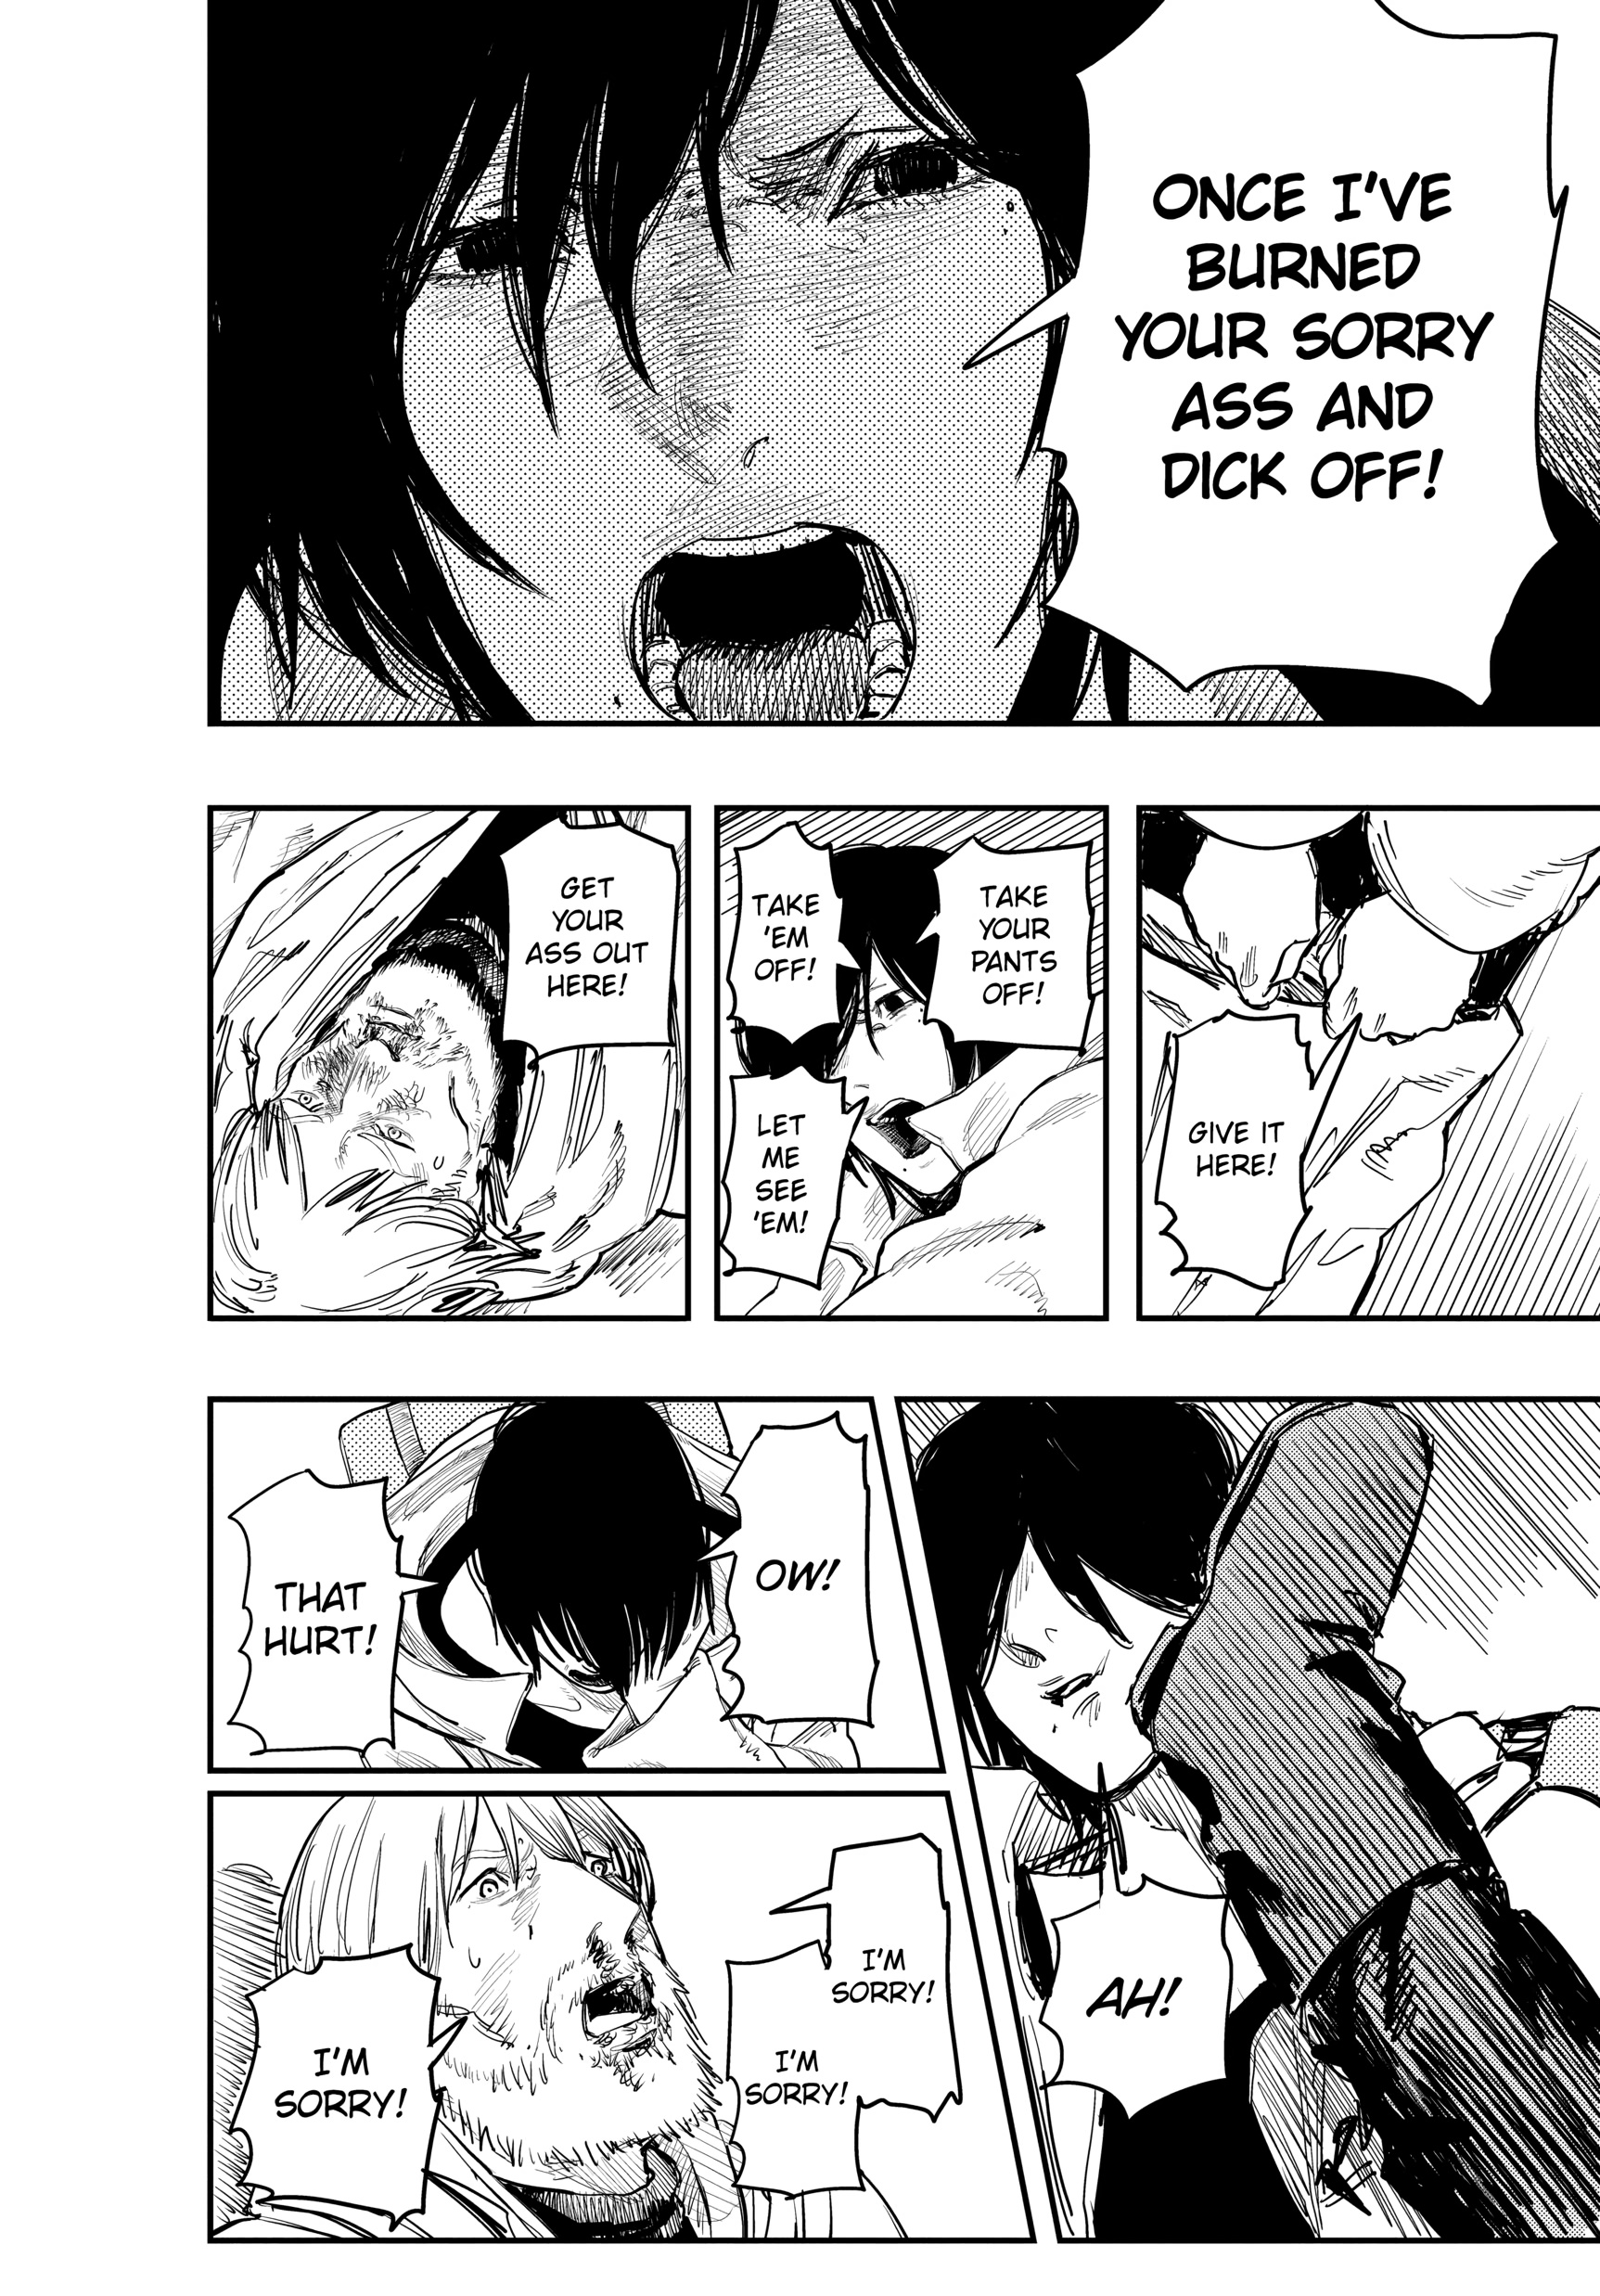 ONCE I'VE
BURNED
YOUR SORRY
ASS AND
DICK OFF!
GIVE IT
HERE!
TAKE
YOUR
PANTS
OFF!
TAKE
'EM
OFF!
LET
ME
SEE
'EM!
GET
YOUR
ASS OUT
HERE!
AH!
OW!
THAT
HURT!
I'M
SORRY!
I'M
SORRY!
I'M
SORRY!